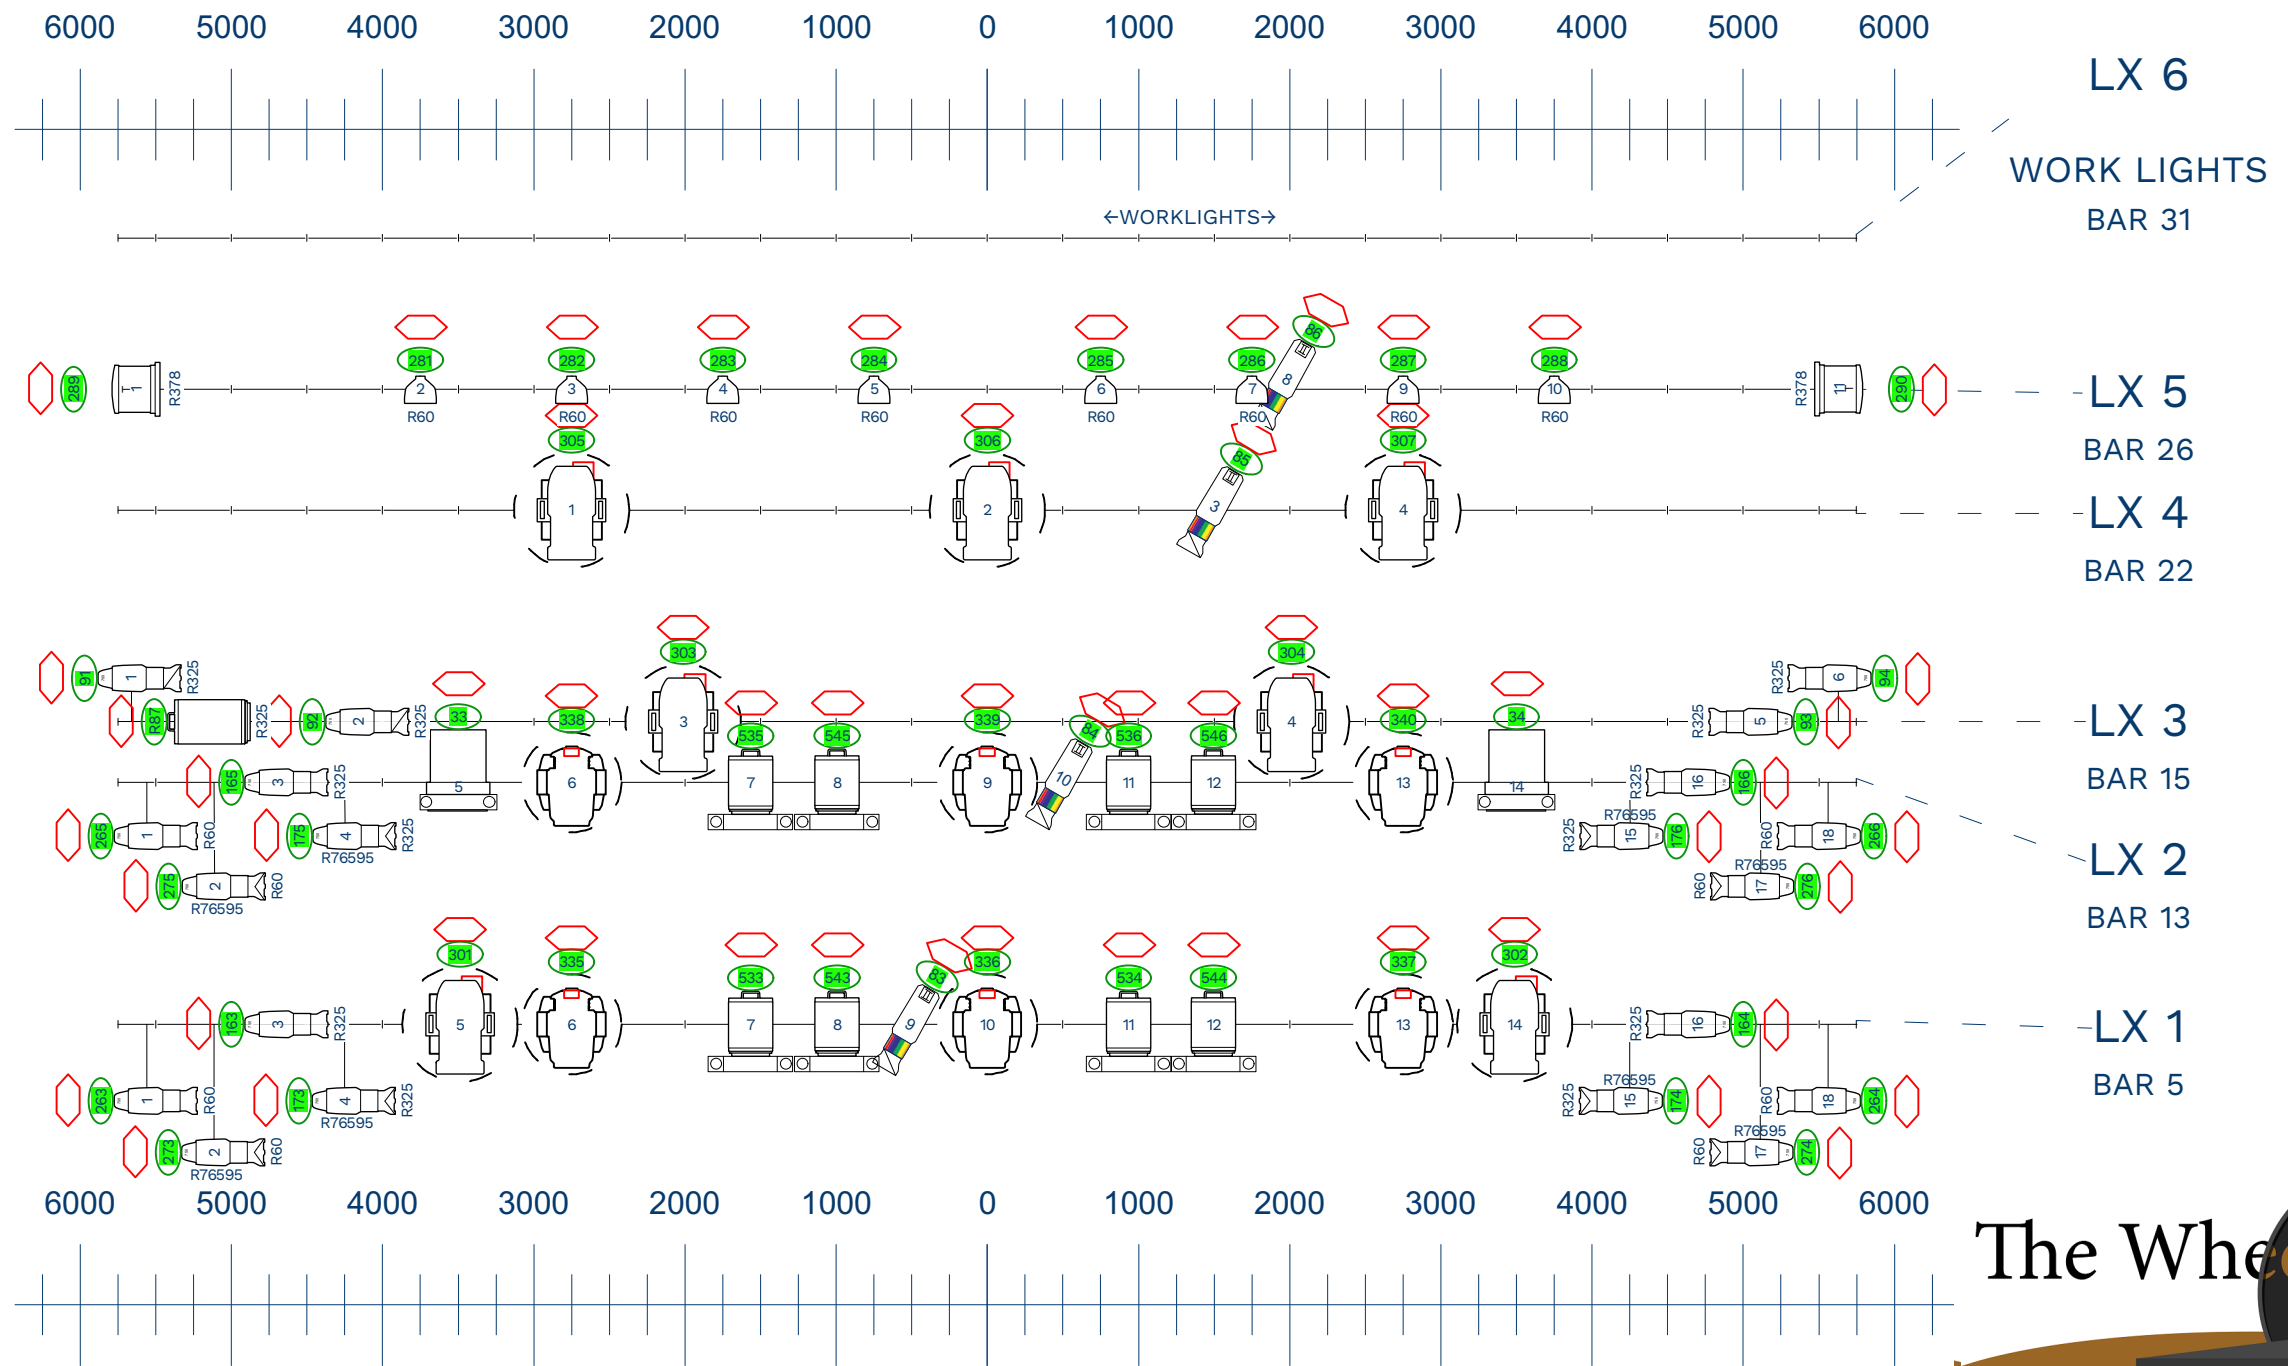 6000 5000 4000 3000 2000 1000 0 1000 2000 3000 4000 5000 6000
LX 6
WORK LIGHTS
BAR 31
←WORKLIGHTS→
86
281 282 283 284 285 286 287 288
289 1 R378 2 3 4 5 6 7 8 9 10 R378 11 290
LX 5
R60 R60 R60 R60 R60 R60 R60 R60
305 306 85 307
BAR 26
1 2 3 4
LX 4
BAR 22
303 304
91 1 R325 R325 6 94
R87 R325 92 2 R325 33 338 3 339 4 340 34 R325 5 93
LX 3
535 545 84 536 546
165 3 R325 5 6 7 8 9 10 11 12 13 14 R325 16 166
BAR 15
265 1 R60 175 4 R325 R325 15 R76595 176 R60 18 266
R76595
LX 2
275 2 R60 R60 17 R76595 276
R76595
BAR 13
301 335 336 337 302
533 543 83 534 544
163 3 R325 5 6 7 8 9 10 11 12 13 14 R325 16 164
LX 1
BAR 5
263 1 R60 173 4 R325 R325 15 R76595 174 R60 18 264
R76595
273 2 R60 R60 17 R76595 274
R76595
6000 5000 4000 3000 2000 1000 0 1000 2000 3000 4000 5000 6000
The Whe